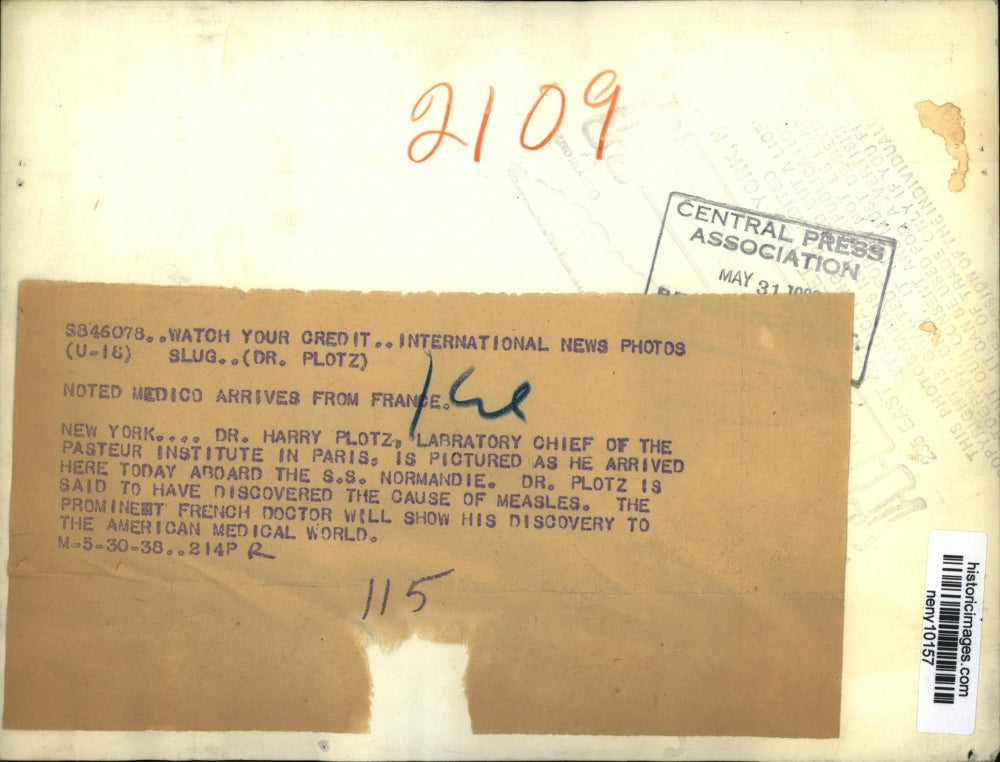 2109
CENTRAL PRESS
ASSOCIATION
MAY 31
S846078..WATCH YOUR CREDIT..INTERNATIONAL NEWS PHOTOS
(U-18) SLUG..(DR. PLOTZ)
NOTED MEDICO ARRIVES FROM FRANCE.
NEW YORK.... DR. HARRY PLOTZ, LABRATORY CHIEF OF THE
PASTEUR INSTITUTE IN PARIS, IS PICTURED AS HE ARRIVED
HERE TODAY ABOARD THE S.S. NORMANDIE. DR. PLOTZ IS
SAID TO HAVE DISCOVERED THE CAUSE OF MEASLES. THE
PROMINENT FRENCH DOCTOR WILL SHOW HIS DISCOVERY TO
THE AMERICAN MEDICAL WORLD.
M-5-30-38..214P R
115
historicimages.com
neny10157